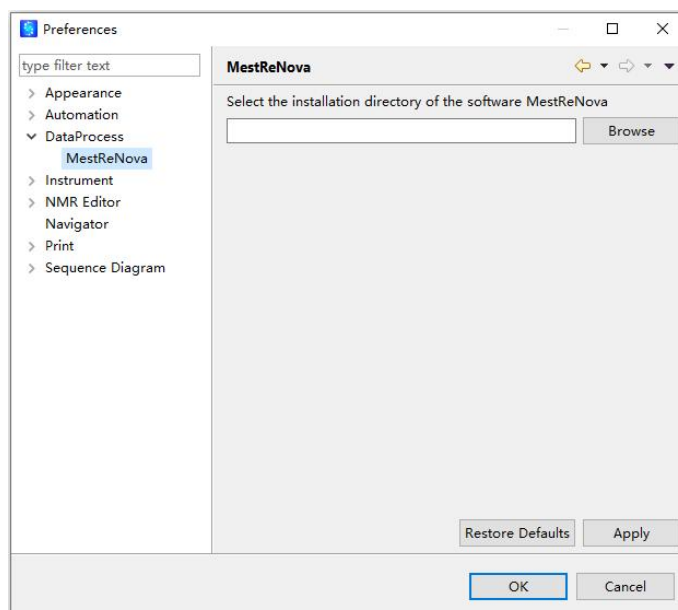 Preferences
type filter text
Appearance
Automation
DataProcess
MestReNova
Instrument
NMR Editor
Navigator
Print
Sequence Diagram
MestReNova
Select the installation directory of the software MestReNova
Browse
Restore Defaults
Apply
OK
Cancel